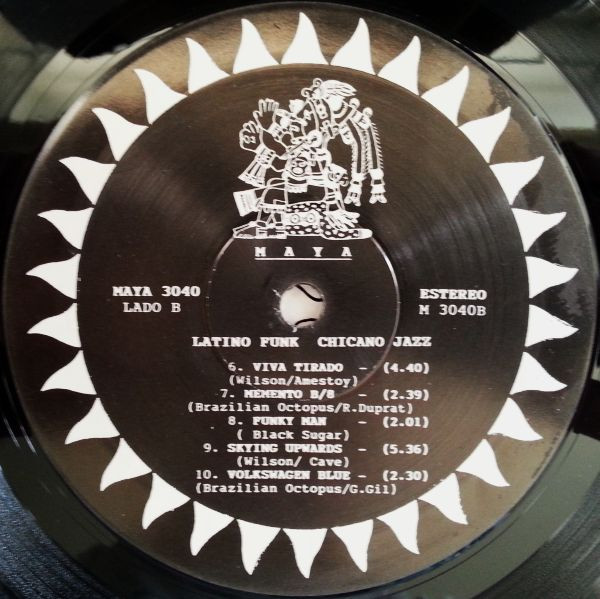 MAYA
MAYA 3040
LADO B
ESTEREO
M 3040B
LATINO FUNK CHICANO JAZZ
6. VIVA TIRADO - (4.40)
(Wilson/Amestoy)
7. MEMENTO B/8 - (2.39)
(Brazilian Octopus/R.Duprat)
8. FUNKY MAN - (2.01)
( Black Sugar)
9. SKYING UPWARDS - (5.36)
(Wilson/ Cave)
10. VOLKSWAGEN BLUE - (2.30)
(Brazilian Octopus/G.Gil)